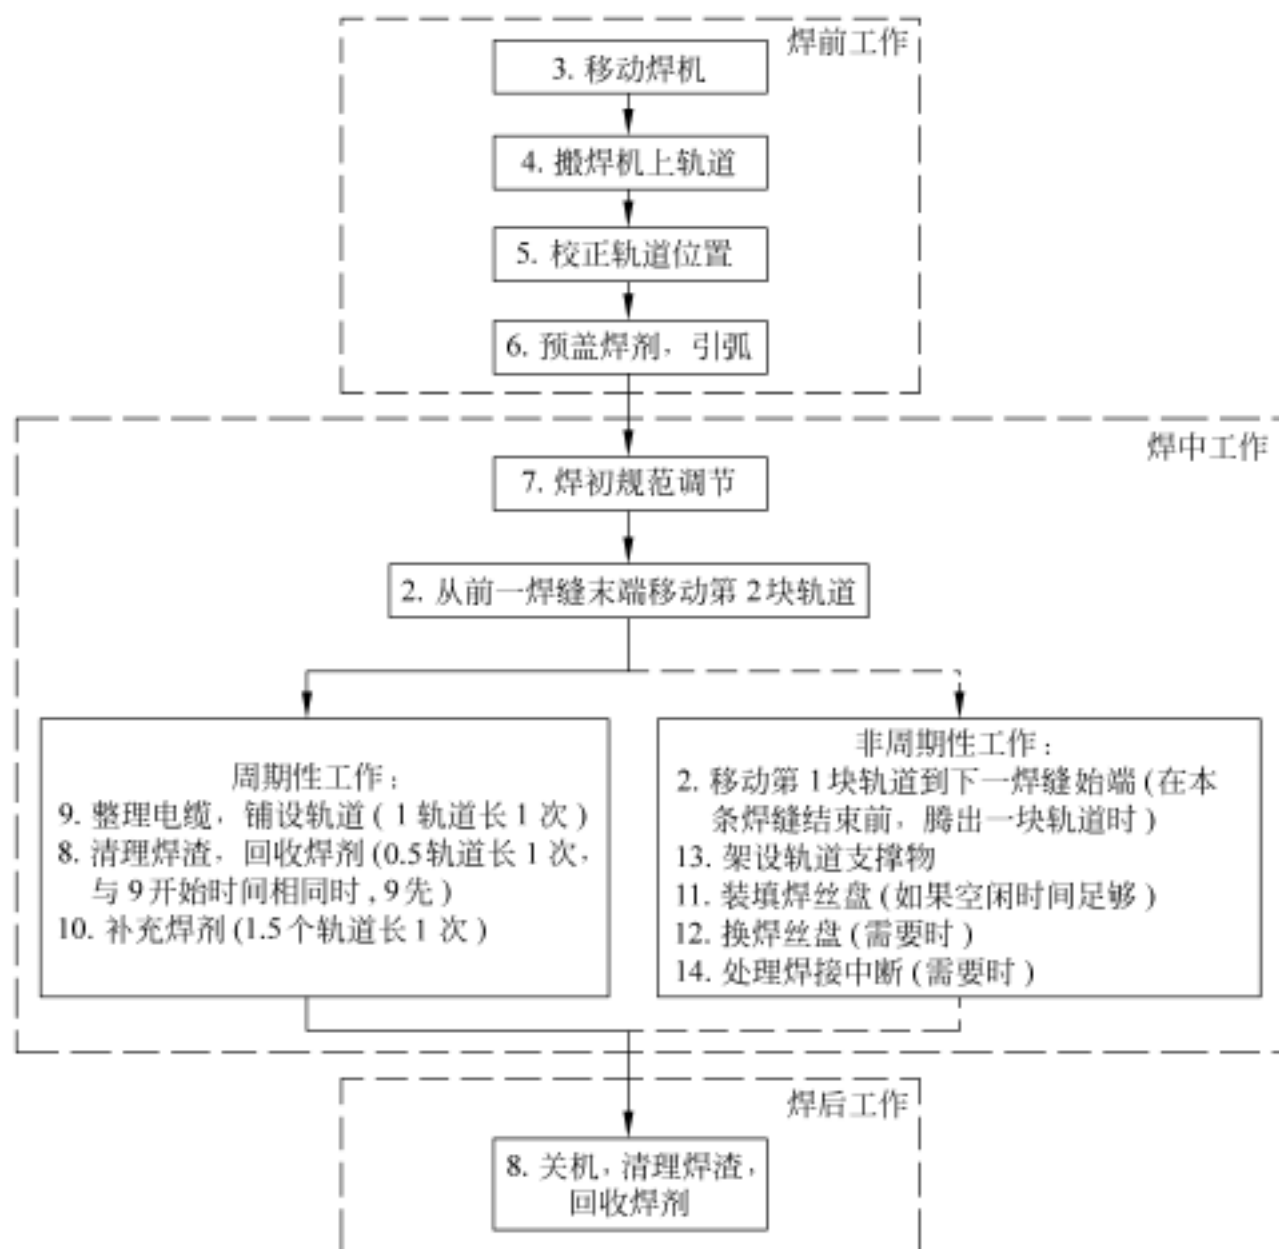 焊前工作
3. 移动焊机
4. 搬焊机上轨道
5. 校正轨道位置
6. 预盖焊剂，引弧
焊中工作
7. 焊初规范调节
2. 从前一焊缝末端移动第 2块轨道
周期性工作：
9. 整理电缆，铺设轨道 ( 1 轨道长 1 次 )
8. 清理焊渣，回收焊剂 (0.5轨道长 1 次，
与 9开始时间相同时，9先 )
10. 补充焊剂 (1.5个轨道长 1 次 )
非周期性工作：
2. 移动第 1块轨道到下一焊缝始端 (在本
条焊缝结束前，腾出一块轨道时 )
13. 架设轨道支撑物
11. 装填焊丝盘 (如果空闲时间足够 )
12. 换焊丝盘 (需要时 )
14. 处理焊接中断 (需要时 )
焊后工作
8. 关机，清理焊渣，
回收焊剂